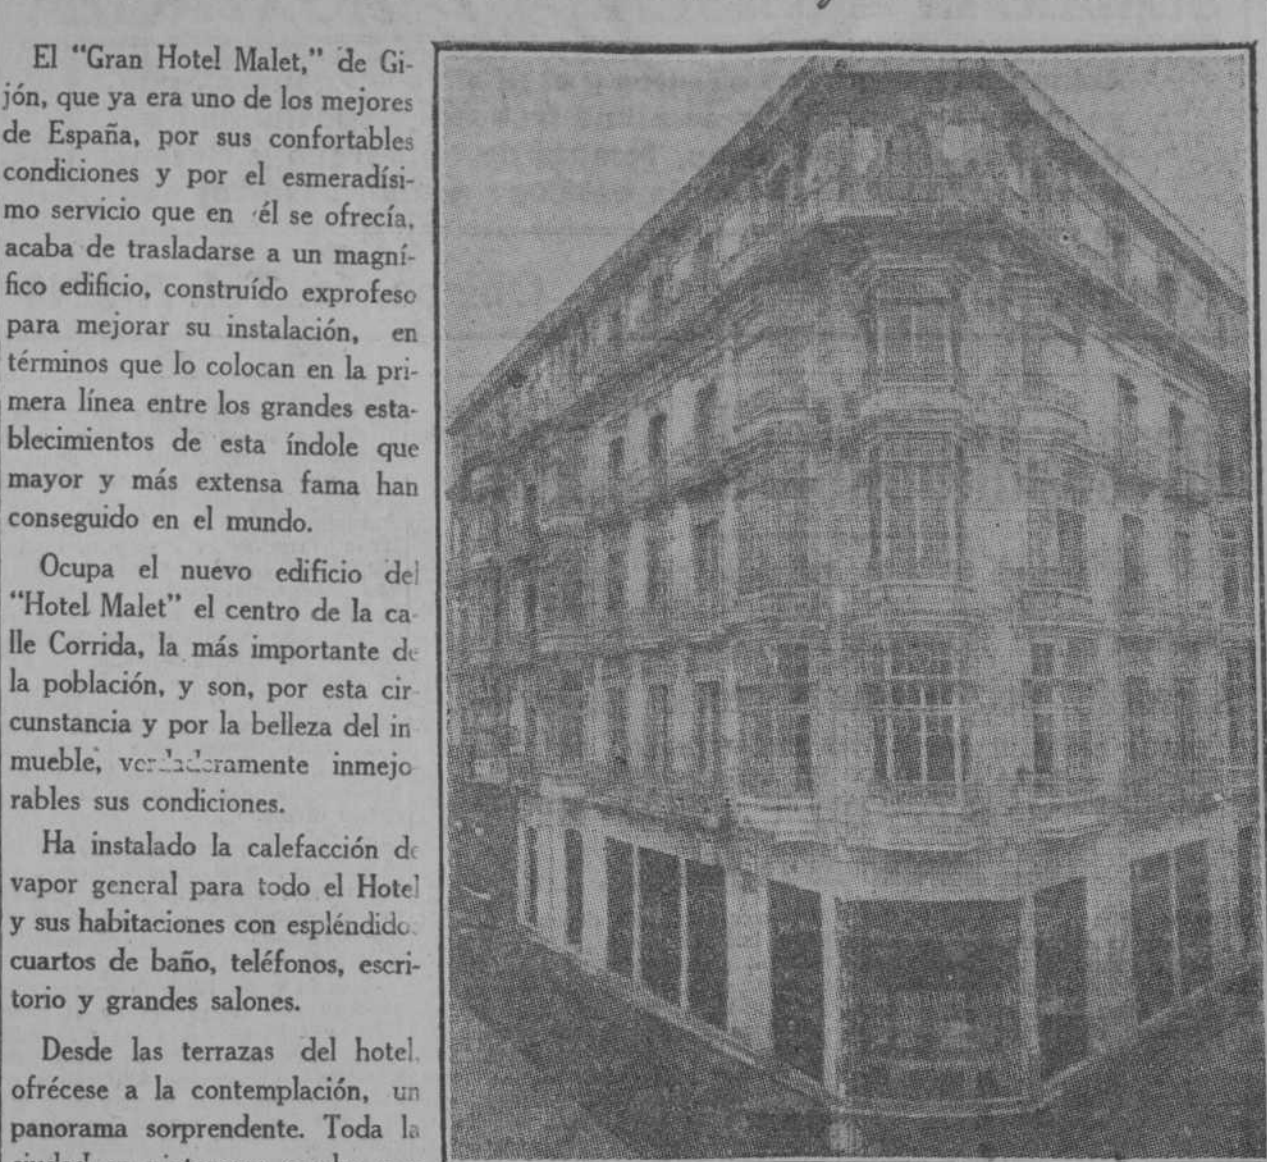 El "Gran Hotel Malet," de Gi-
jón, que ya era uno de los mejores
de España, por sus confortables
condiciones y por el esmeradísi-
mo servicio que en él se ofrecía,
acaba de trasladarse a un magní-
fico edificio, construído exprofeso
para mejorar su instalación, en
términos que lo colocan en la pri-
mera línea entre los grandes esta-
blecimientos de esta índole que
mayor y más extensa fama han
conseguido en el mundo.
Ocupa el nuevo edificio del
"Hotel Malet" el centro de la ca-
lle Corrida, la más importante de
la población, y son, por esta cir-
cunstancia y por la belleza del in-
mueble, verdaderamente inmejo-
rables sus condiciones.
Ha instalado la calefacción de
vapor general para todo el Hotel
y sus habitaciones con espléndido
cuartos de baño, teléfonos, escri-
torio y grandes salones.
Desde las terrazas del hotel.
ofrécese a la contemplación, un
panorama sorprendente. Toda la